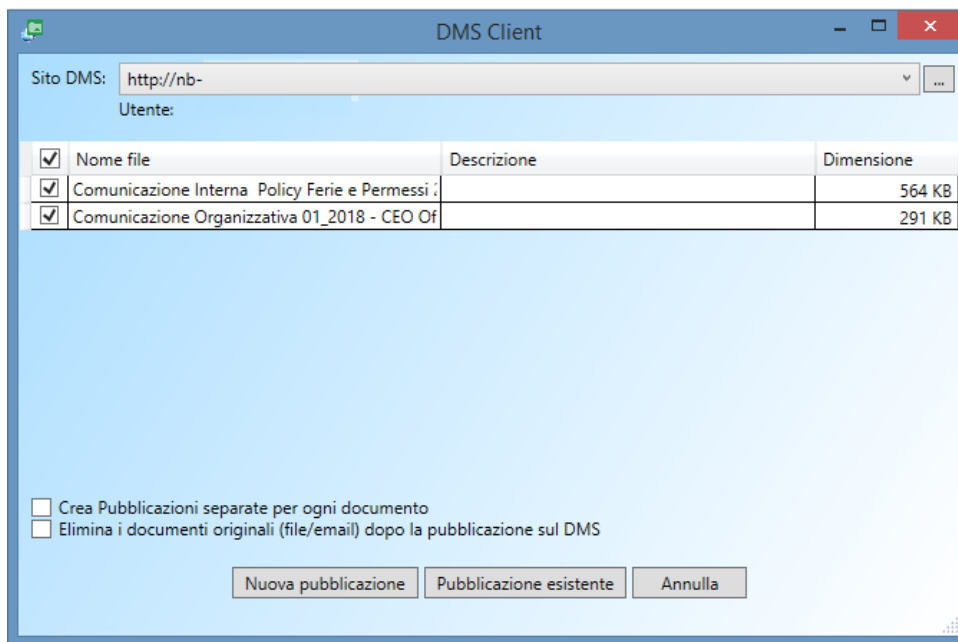 DMS Client
Sito DMS: http://nb- ...
Utente:
Nome file Descrizione Dimensione
Comunicazione Interna Policy Ferie e Permessi 564 KB
Comunicazione Organizzativa 01_2018 - CEO Of 291 KB
Crea Pubblicazioni separate per ogni documento
Elimina i documenti originali (file/email) dopo la pubblicazione sul DMS
Nuova pubblicazione Pubblicazione esistente Annulla